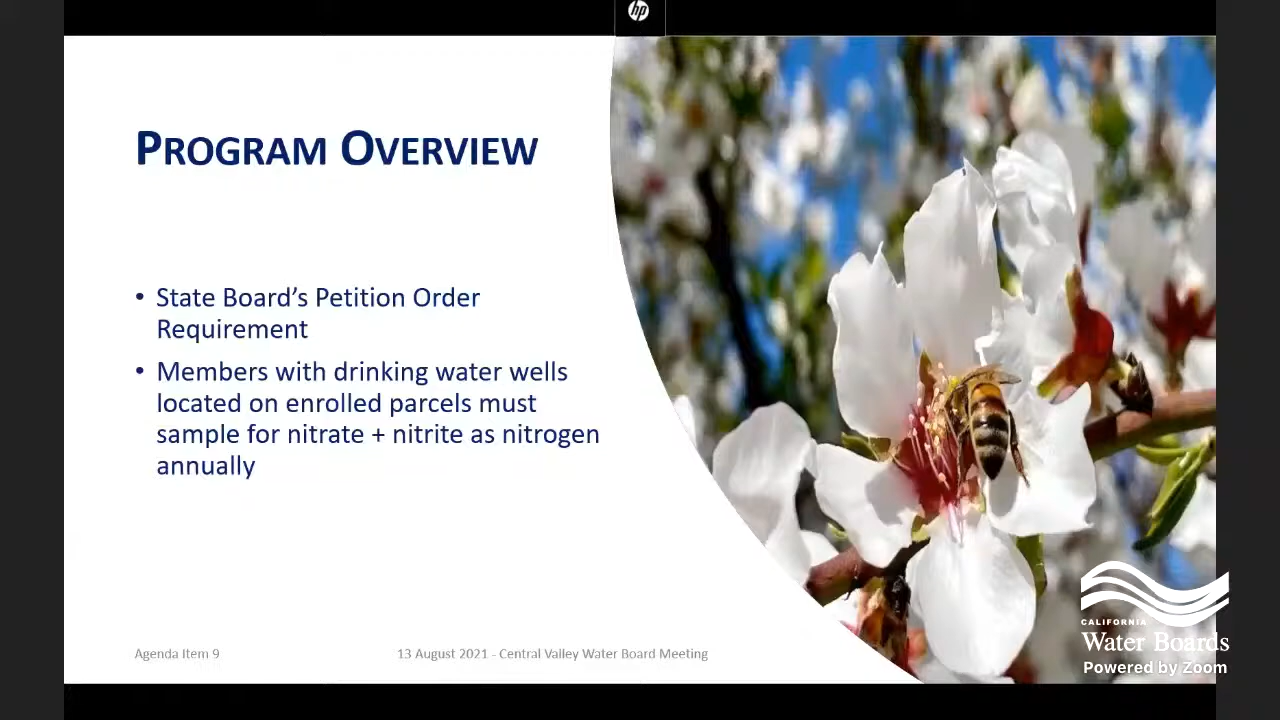 hp
PROGRAM OVERVIEW
• State Board's Petition Order
Requirement
• Members with drinking water wells
located on enrolled parcels must
sample for nitrate + nitrite as nitrogen
annually
Agenda Item 9
13 August 2021 - Central Valley Water Board Meeting
CALIFORNIA
Water Boards
Powered by Zoom